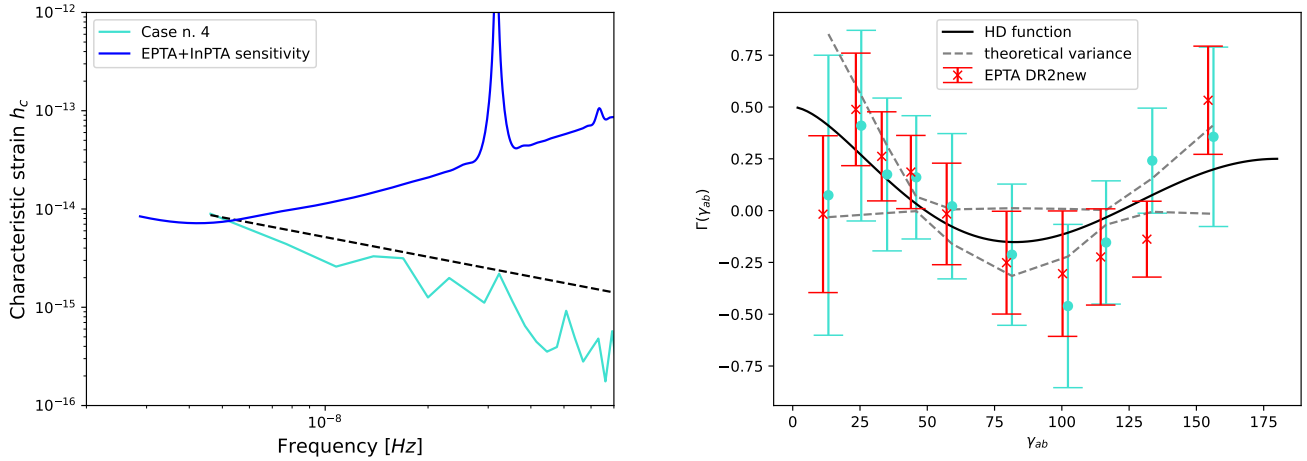 Case n. 4
EPTA+InPTA sensitivity
Characteristic strain h_c
10⁻¹²
10⁻¹³
10⁻¹⁴
10⁻¹⁵
10⁻¹⁶
10⁻⁸
Frequency [Hz]
HD function
theoretical variance
EPTA DR2new
Γ(γ_ab)
0.75
0.50
0.25
0.00
−0.25
−0.50
−0.75
0 25 50 75 100 125 150 175
γ_ab